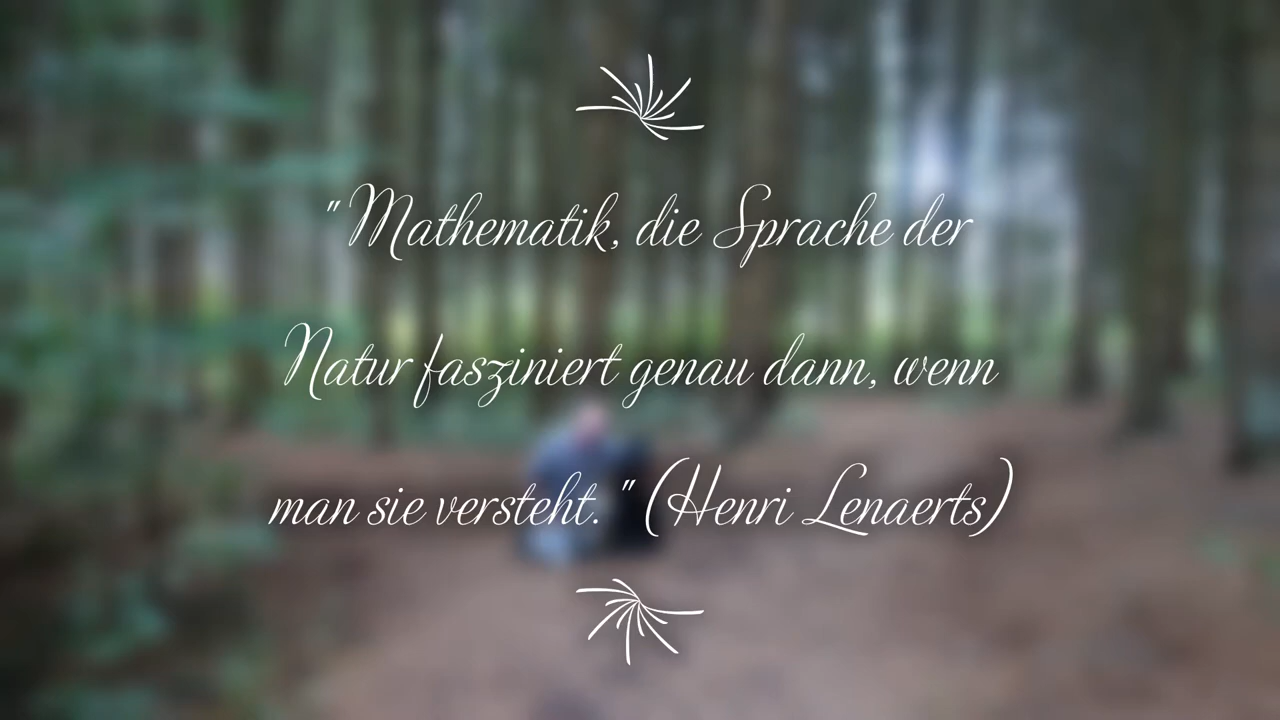 "Mathematik, die Sprache der
Natur fasziniert genau dann, wenn
man sie versteht." (Henri Lenaerts)